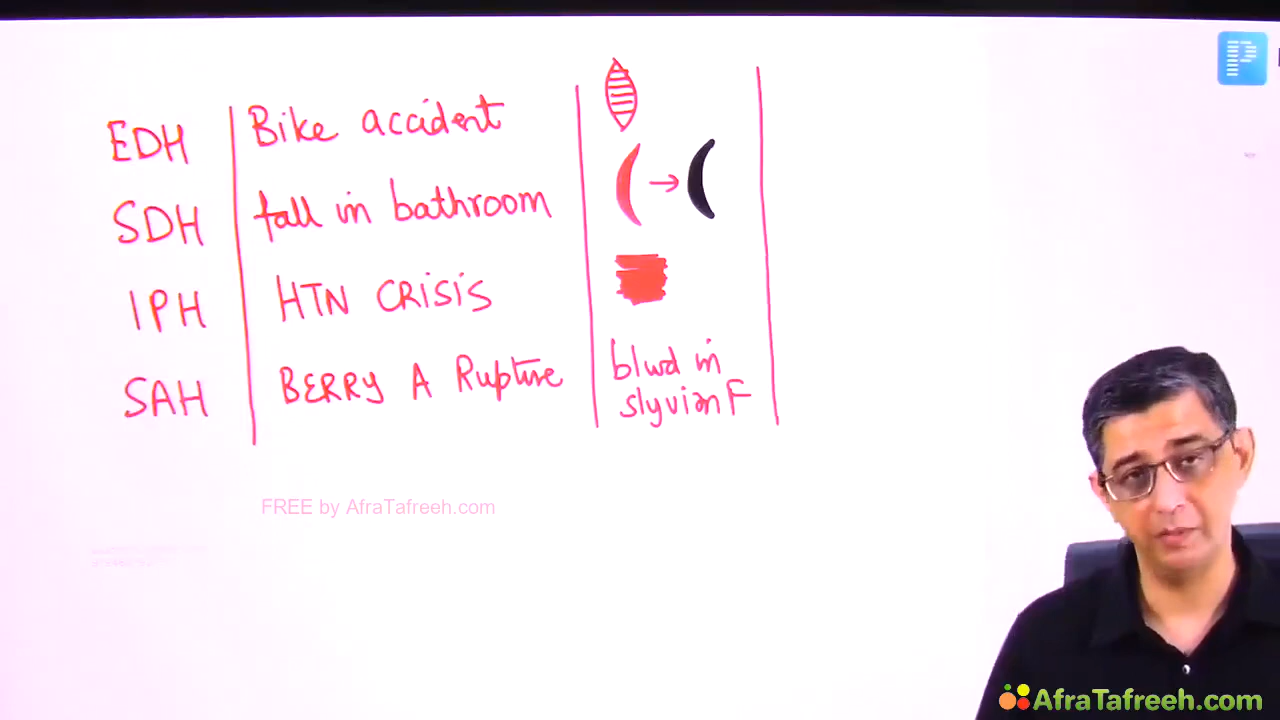 EDH Bike accident
SDH fall in bathroom
IPH HTN CRISIS
SAH BERRY A Rupture blud in
slyvian F
FREE by AfraTafreeh.com
AfraTafreeh.com